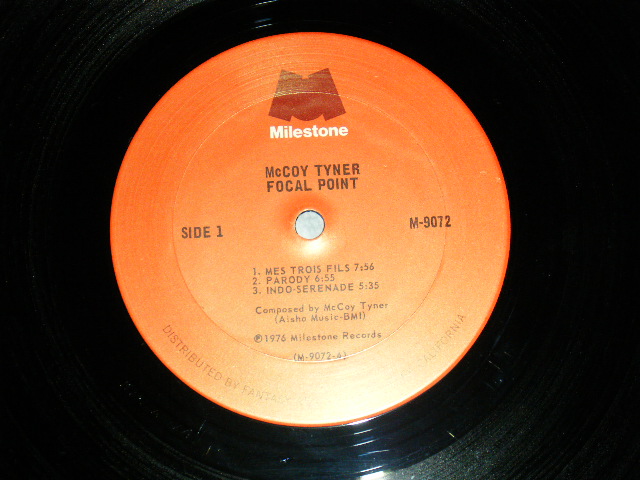 Milestone
McCOY TYNER
FOCAL POINT
SIDE 1
M-9072
1. MES TROIS FILS 7:56
2. PARODY 6:55
3. INDO-SERENADE 5:35
Composed by McCoy Tyner
(Aisha Music-BMI)
℗1976 Milestone Records
(M-9072-A)
DISTRIBUTED BY FANTASY
CALIFORNIA